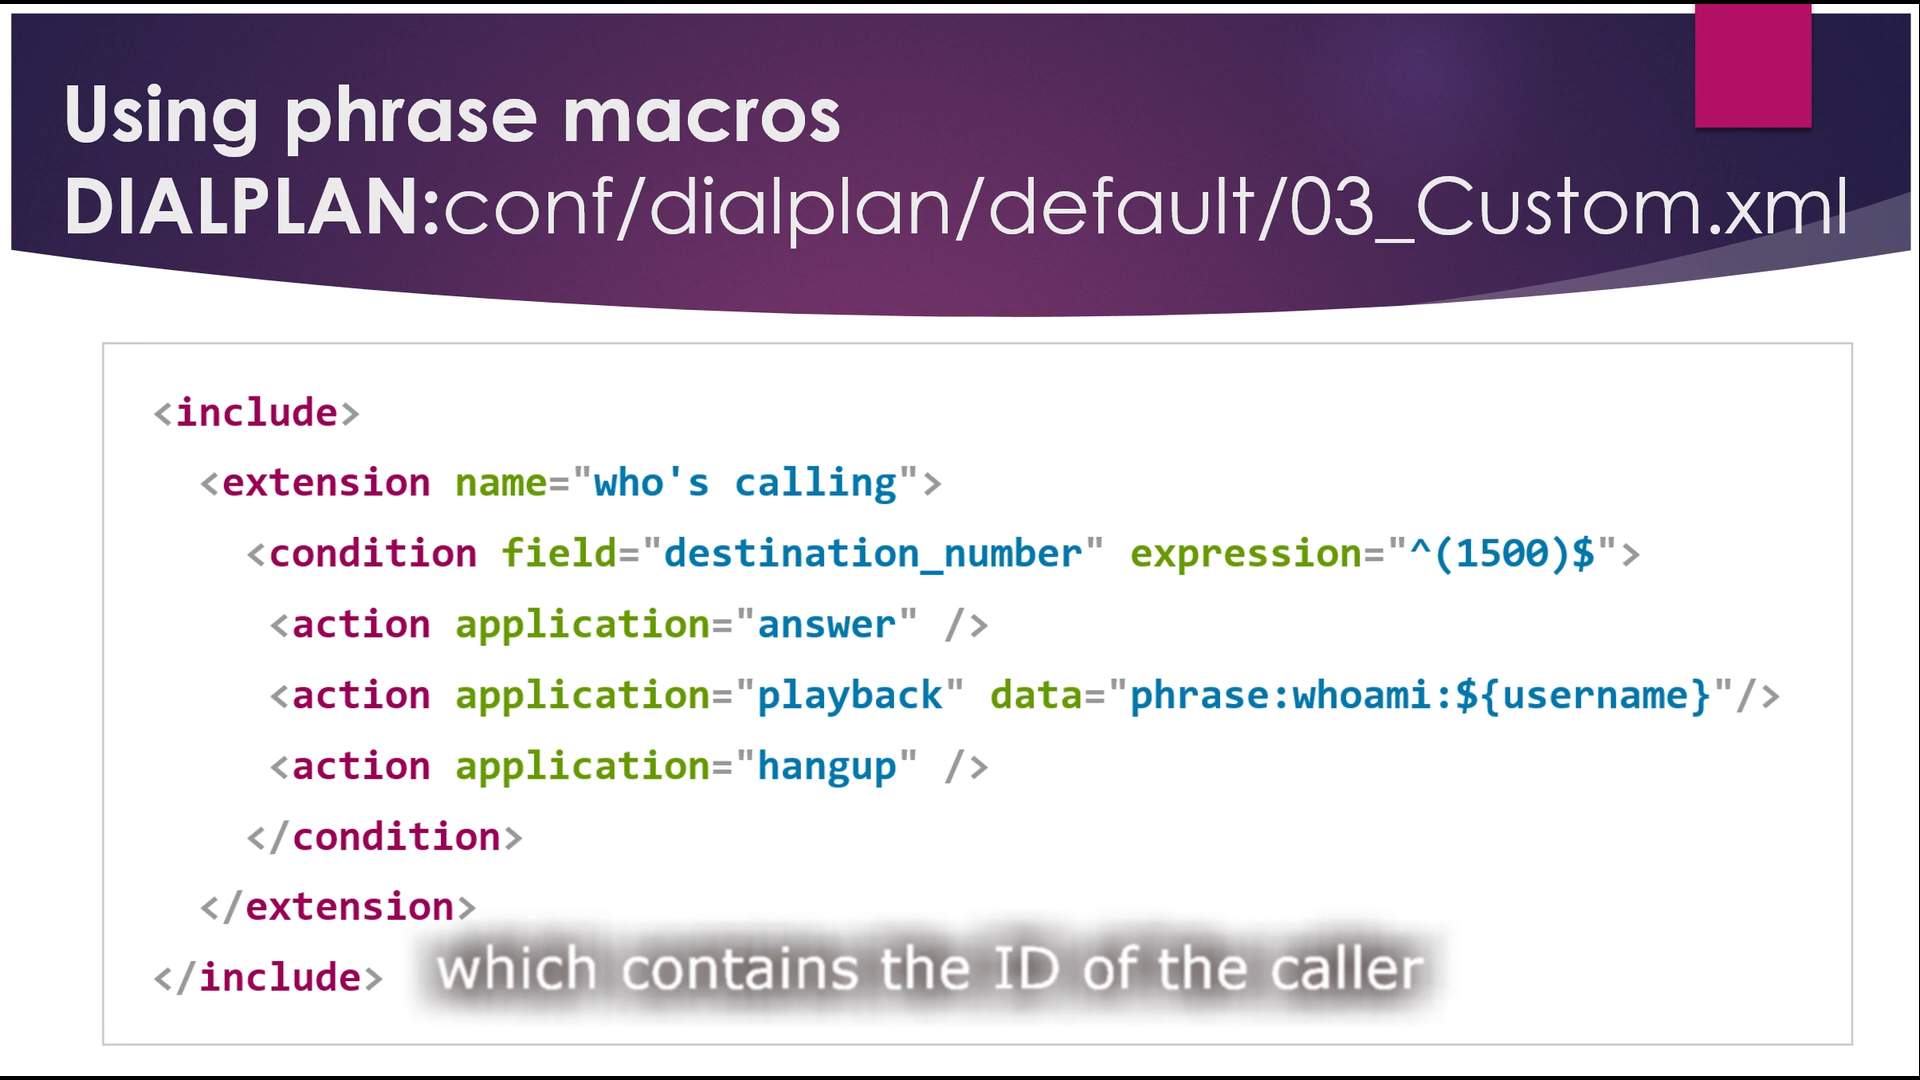 Using phrase macros
DIALPLAN:conf/dialplan/default/03_Custom.xml
<include>
<extension name="who's calling">
<condition field="destination_number" expression="^(1500)$">
<action application="answer" />
<action application="playback" data="phrase:whoami:${username}"/>
<action application="hangup" />
</condition>
</extension>
</include>
which contains the ID of the caller